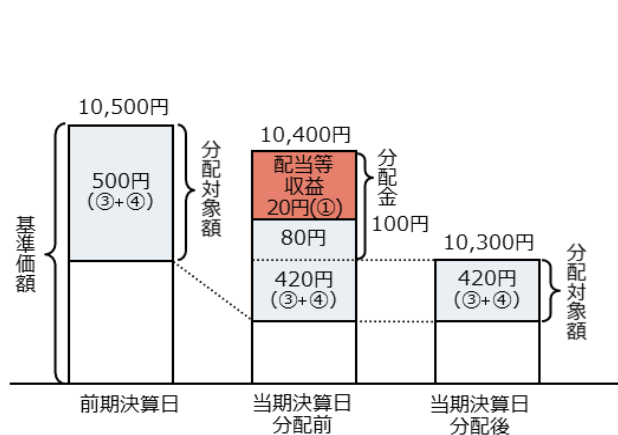 10,500円
500円
(③+④)
分配対象額
基準価額
10,400円
配当等
収益
20円(①)
80円
420円
(③+④)
分配金
100円
10,300円
420円
(③+④)
分配対象額
前期決算日
当期決算日
分配前
当期決算日
分配後